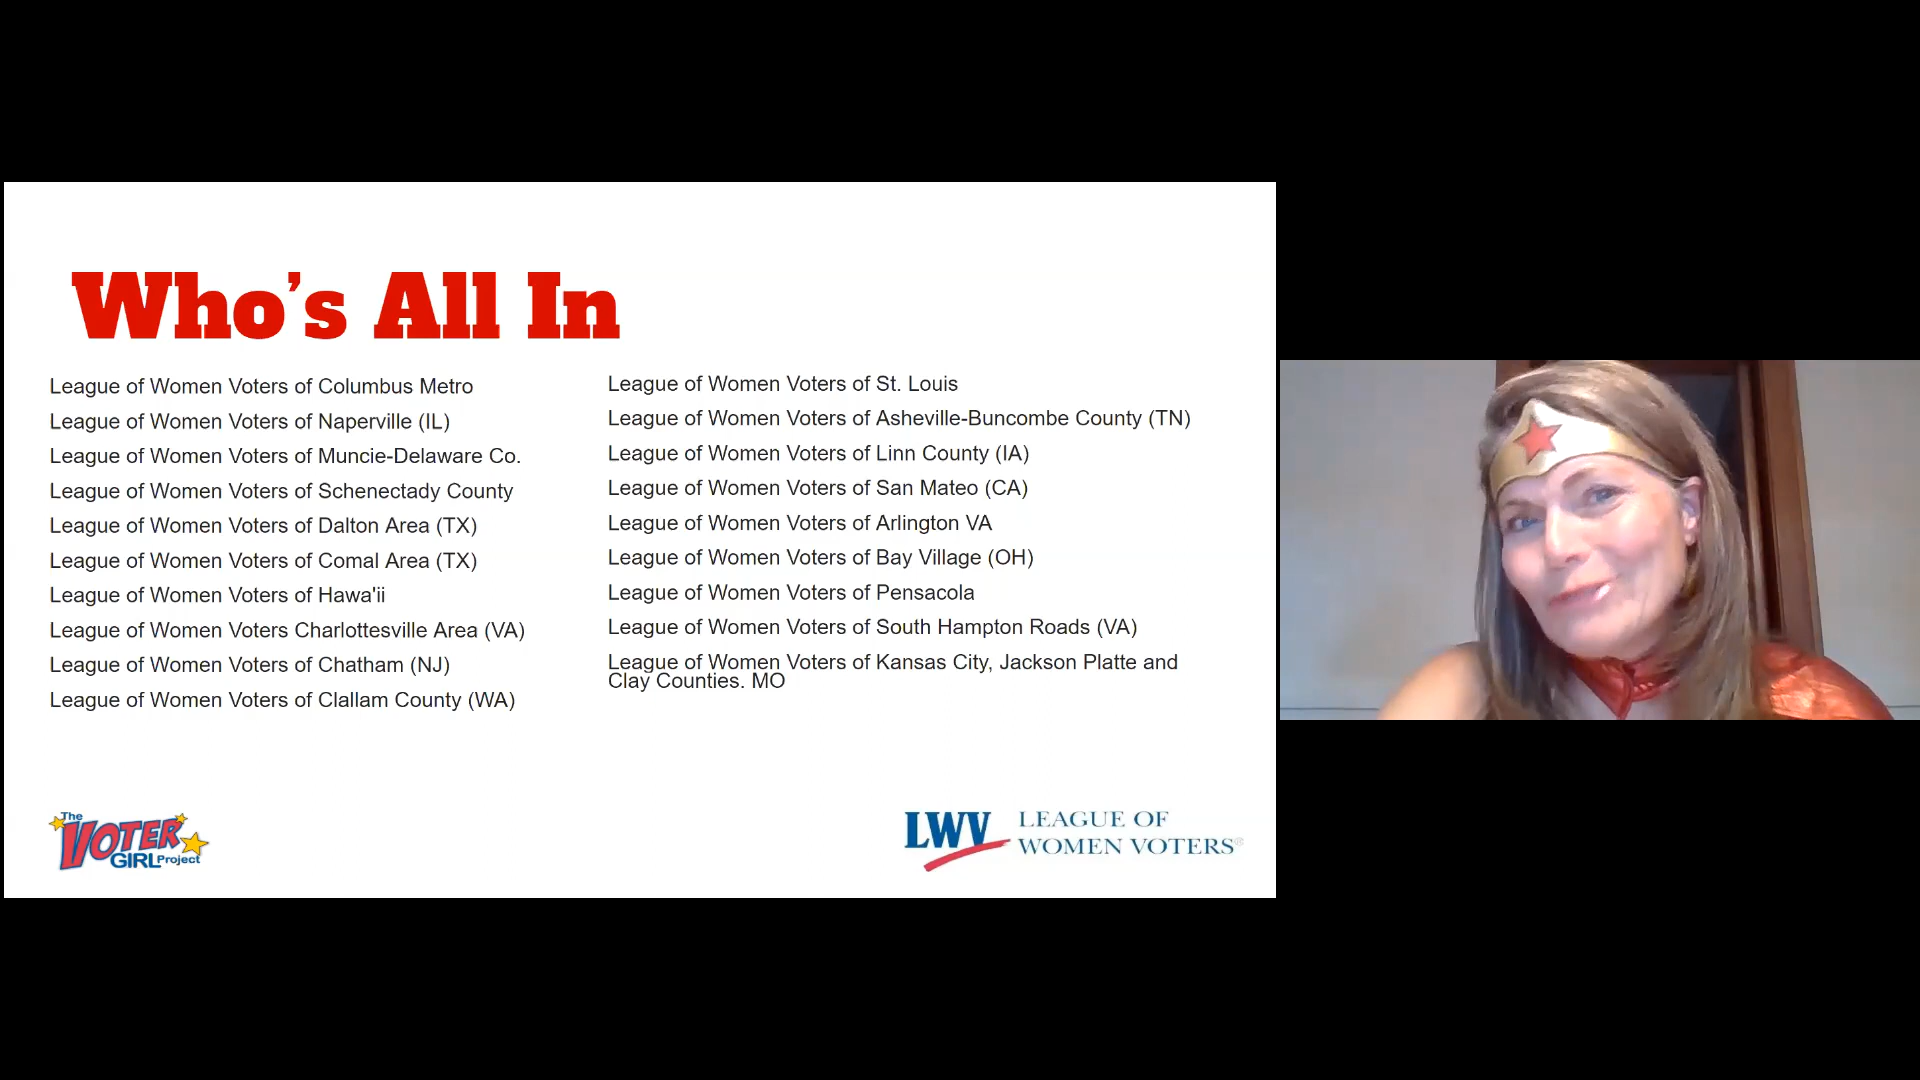 Who's All In
League of Women Voters of Columbus Metro
League of Women Voters of Naperville (IL)
League of Women Voters of Muncie-Delaware Co.
League of Women Voters of Schenectady County
League of Women Voters of Dalton Area (TX)
League of Women Voters of Comal Area (TX)
League of Women Voters of Hawa'ii
League of Women Voters Charlottesville Area (VA)
League of Women Voters of Chatham (NJ)
League of Women Voters of Clallam County (WA)
League of Women Voters of St. Louis
League of Women Voters of Asheville-Buncombe County (TN)
League of Women Voters of Linn County (IA)
League of Women Voters of San Mateo (CA)
League of Women Voters of Arlington VA
League of Women Voters of Bay Village (OH)
League of Women Voters of Pensacola
League of Women Voters of South Hampton Roads (VA)
League of Women Voters of Kansas City, Jackson Platte and
Clay Counties. MO
The
VOTER
GIRL Project
LWV
LEAGUE OF
WOMEN VOTERS®